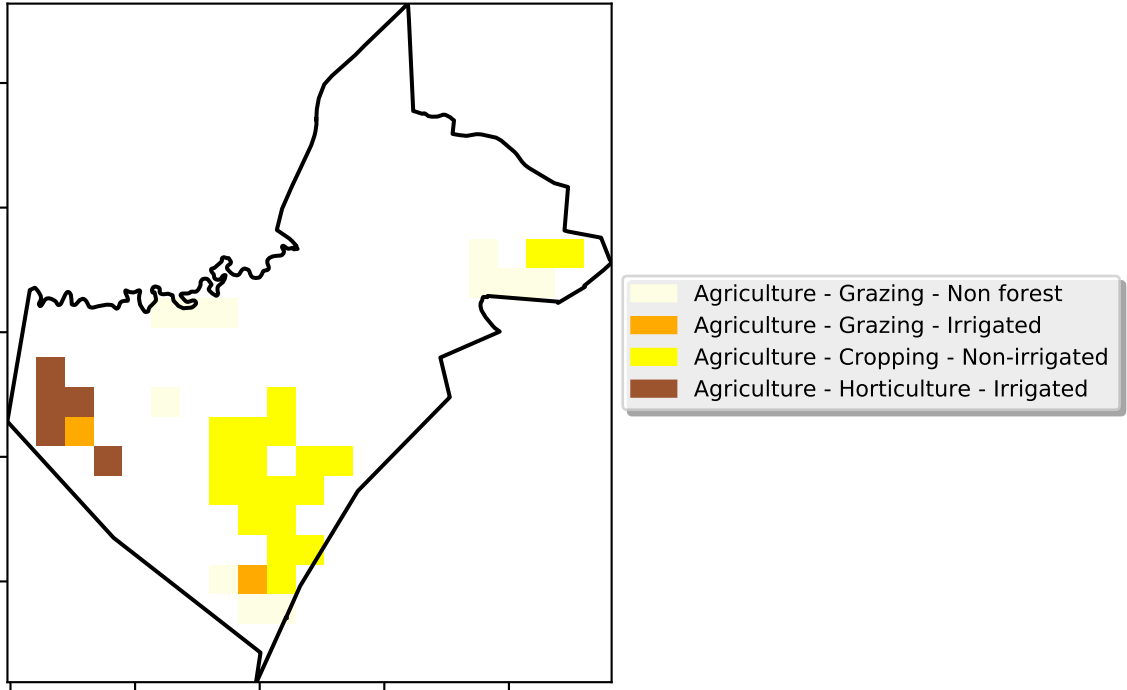 Agriculture - Grazing - Non forest
Agriculture - Grazing - Irrigated
Agriculture - Cropping - Non-irrigated
Agriculture - Horticulture - Irrigated